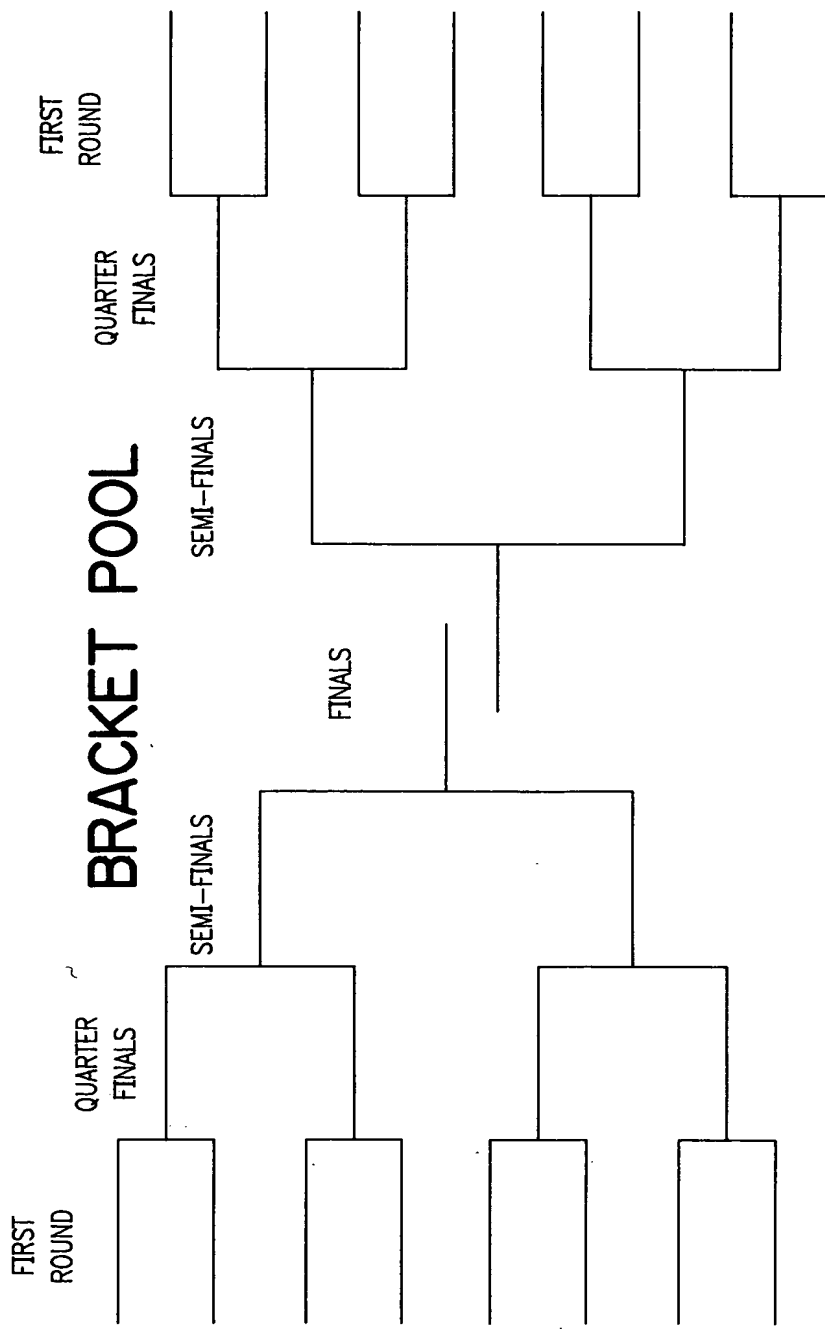 BRACKET POOL
FIRST
ROUND
QUARTER
FINALS
SEMI-FINALS
FINALS
SEMI-FINALS
QUARTER
FINALS
FIRST
ROUND